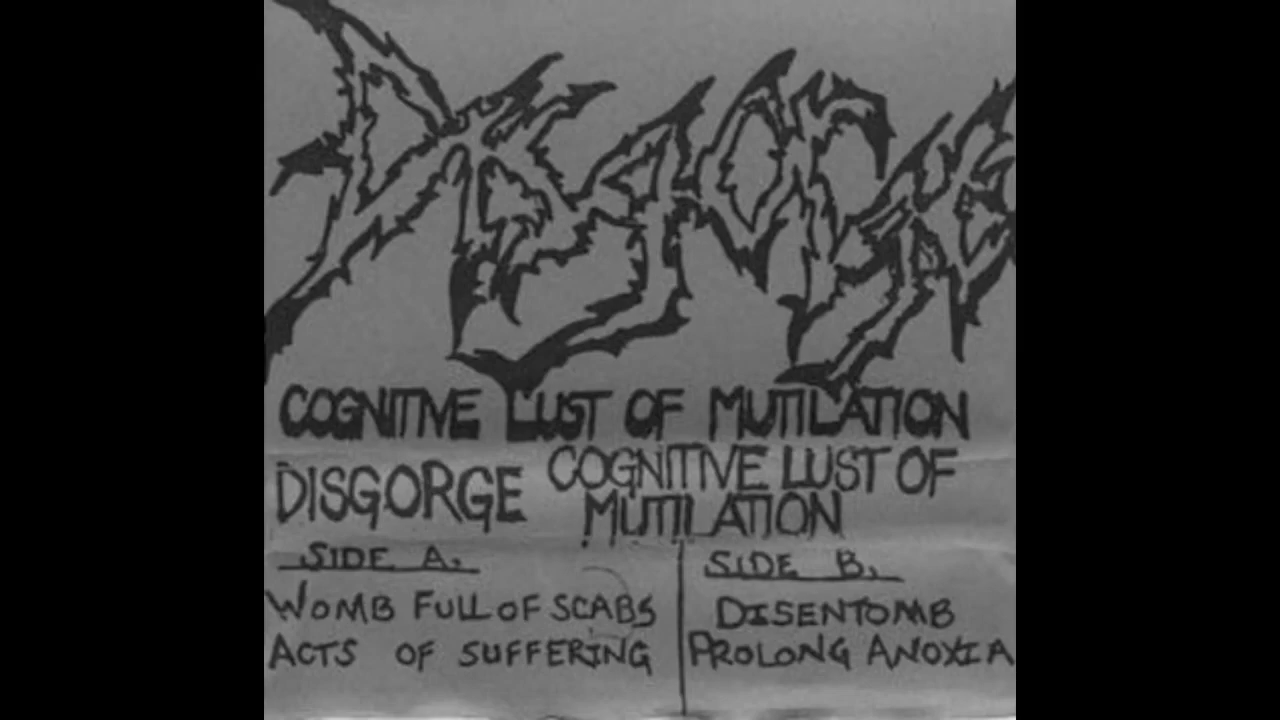 DISGORGE
COGNITIVE LUST OF MUTILATION
DISGORGE
COGNITIVE LUST OF
MUTILATION
SIDE A.
WOMB FULL OF SCABS
ACTS OF SUFFERING
SIDE B.
DISENTOMB
PROLONG ANOXIA